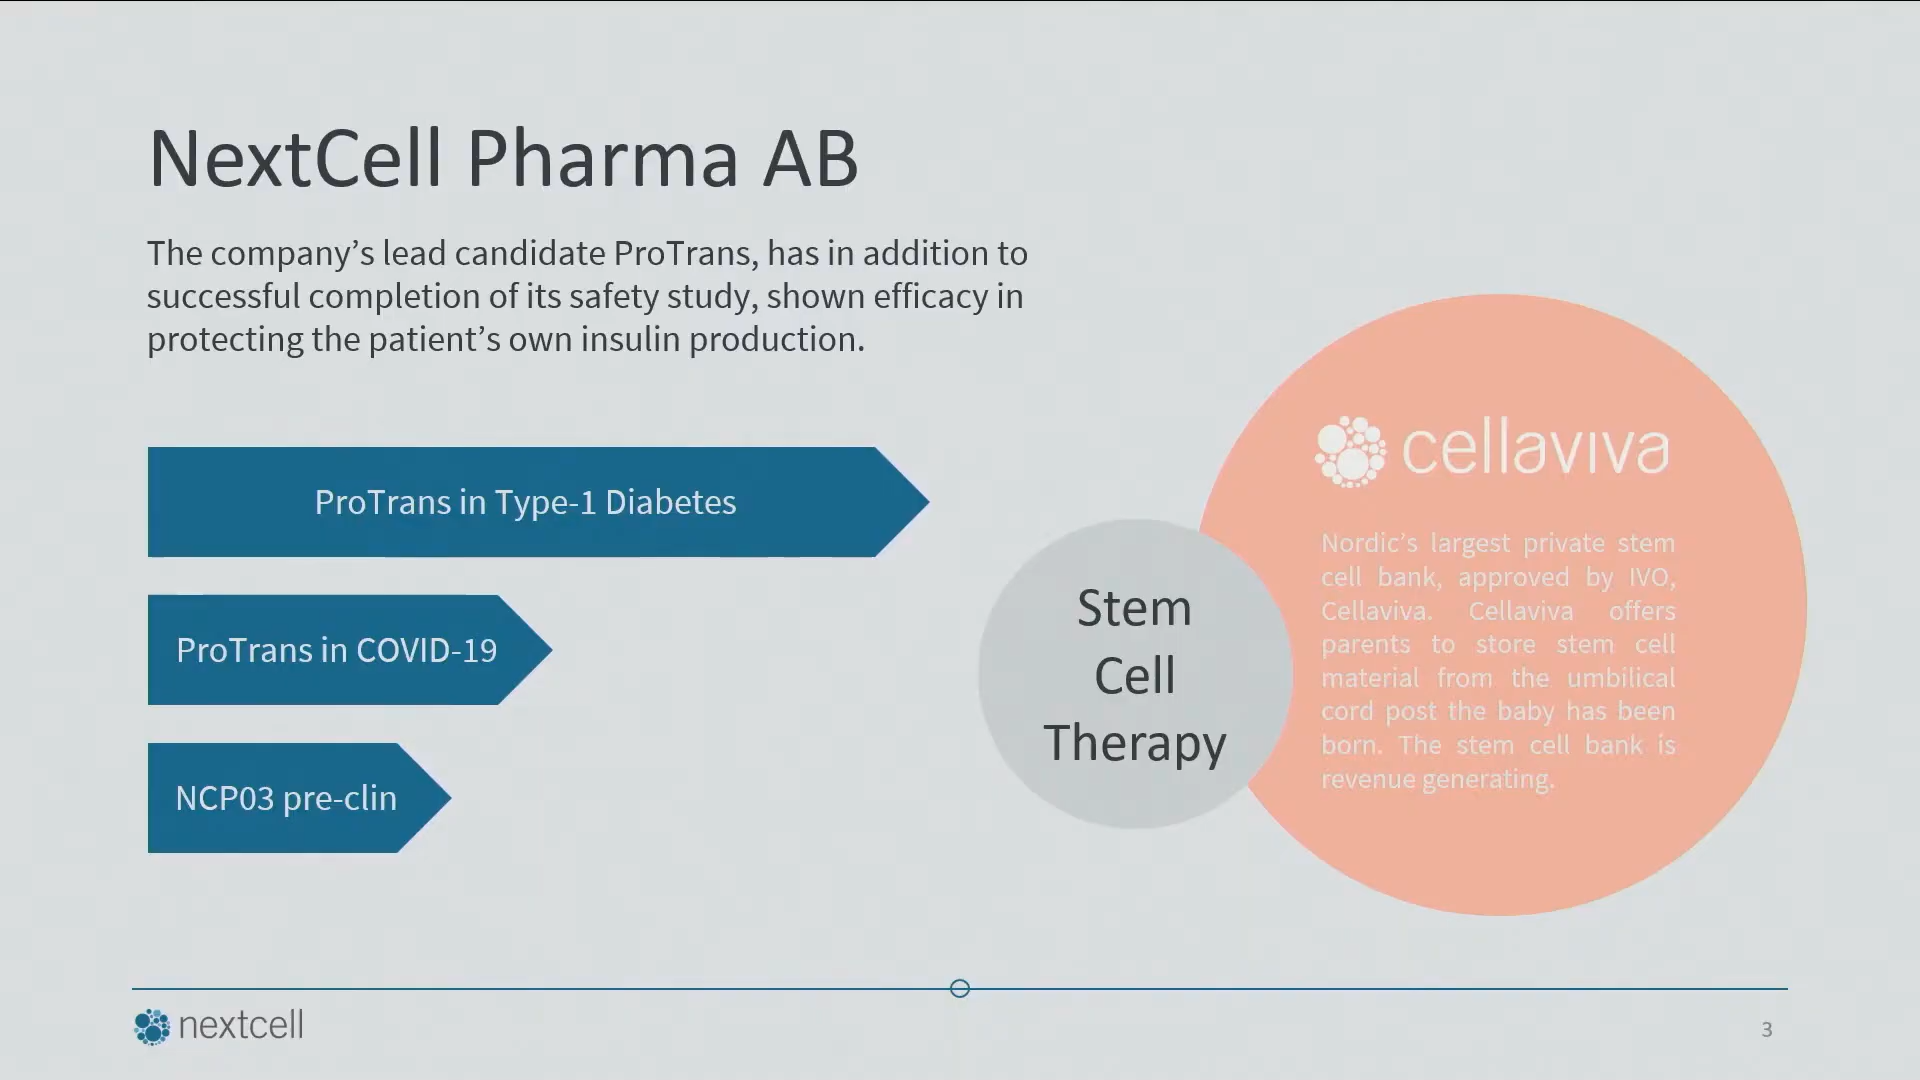 NextCell Pharma AB
The company’s lead candidate ProTrans, has in addition to
successful completion of its safety study, shown efficacy in
protecting the patient’s own insulin production.
ProTrans in Type-1 Diabetes
ProTrans in COVID-19
NCP03 pre-clin
Stem
Cell
Therapy
cellaviva
Nordic’s largest private stem
cell bank, approved by IVO,
Cellaviva. Cellaviva offers
parents to store stem cell
material from the umbilical
cord post the baby has been
born. The stem cell bank is
revenue generating.
nextcell
3